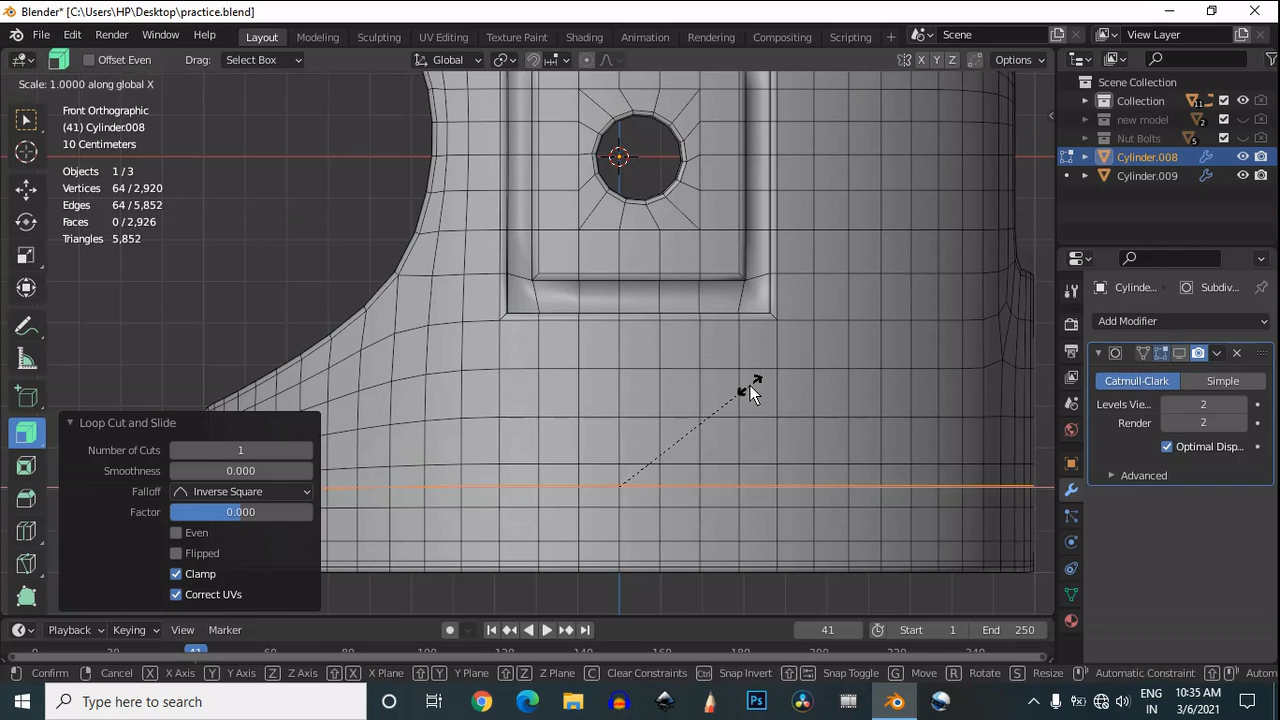 Blender* [C:\Users\HP\Desktop\practice.blend]
File Edit Render Window Help Layout Modeling Sculpting UV Editing Texture Paint Shading Animation Rendering Compositing Scripting + Scene View Layer
Offset Even Drag: Select Box Global X Y Z Options
Scale: 1.0000 along global X
Front Orthographic
(41) Cylinder.008
10 Centimeters
Objects 1 / 3
Vertices 64 / 2,920
Edges 64 / 5,852
Faces 0 / 2,926
Triangles 5,852
Scene Collection
Collection 11
new model 2
Nut Bolts 5
Cylinder.008
Cylinder.009
Cylinde... Subdiv...
Add Modifier
Catmull-Clark Simple
Levels Vie... 2
Render 2
Optimal Disp...
Advanced
Loop Cut and Slide
Number of Cuts 1
Smoothness 0.000
Falloff Inverse Square
Factor 0.000
Even
Flipped
Clamp
Correct UVs
Playback Keying View Marker 41 Start 1 End 250
Confirm Cancel X X Axis Y Y Axis Z Z Axis X X Plane Y Y Plane Z Z Plane C Clear Constraints Ctrl Snap Invert Snap Toggle G Move R Rotate S Resize Automatic Constraint Autom
Type here to search
ENG
IN
10:35 AM
3/6/2021